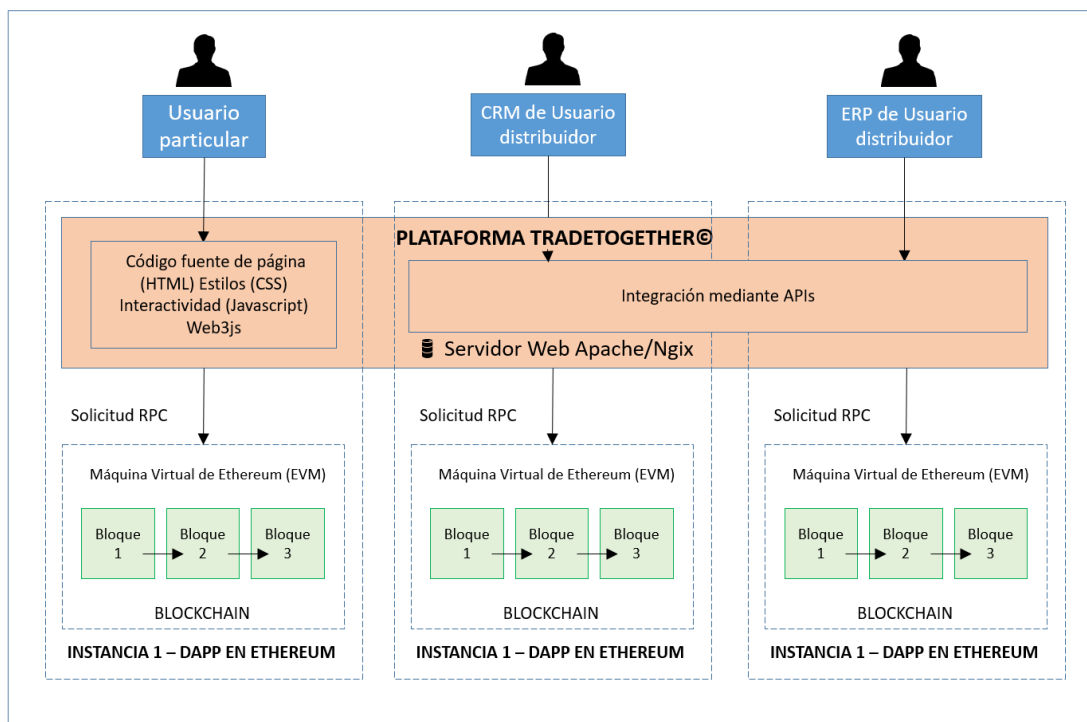 Usuario
particular
CRM de Usuario
distribuidor
ERP de Usuario
distribuidor
PLATAFORMA TRADETOGETHER©
Código fuente de página
(HTML) Estilos (CSS)
Interactividad (Javascript)
Web3js
Integración mediante APIs
Servidor Web Apache/Ngix
Solicitud RPC
Solicitud RPC
Solicitud RPC
Máquina Virtual de Ethereum (EVM)
Bloque
1
Bloque
2
Bloque
3
BLOCKCHAIN
INSTANCIA 1 – DAPP EN ETHEREUM
Máquina Virtual de Ethereum (EVM)
Bloque
1
Bloque
2
Bloque
3
BLOCKCHAIN
INSTANCIA 1 – DAPP EN ETHEREUM
Máquina Virtual de Ethereum (EVM)
Bloque
1
Bloque
2
Bloque
3
BLOCKCHAIN
INSTANCIA 1 – DAPP EN ETHEREUM